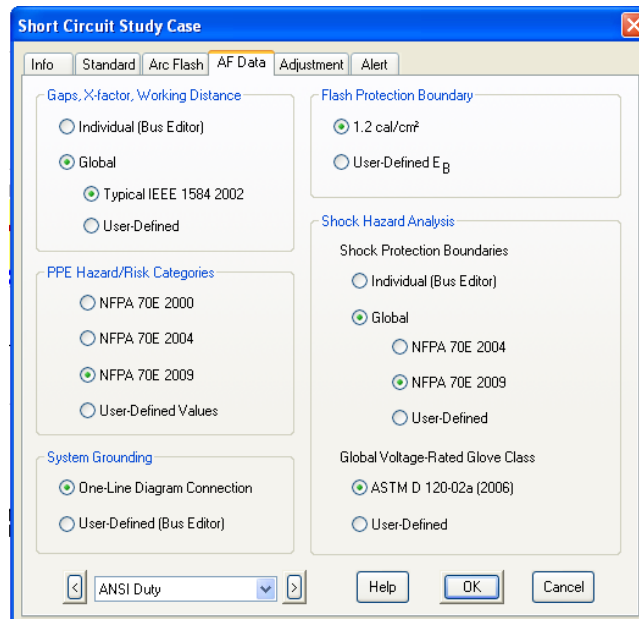 Short Circuit Study Case
Info
Standard
Arc Flash
AF Data
Adjustment
Alert
Gaps, X-factor, Working Distance
Individual (Bus Editor)
Global
Typical IEEE 1584 2002
User-Defined
PPE Hazard/Risk Categories
NFPA 70E 2000
NFPA 70E 2004
NFPA 70E 2009
User-Defined Values
System Grounding
One-Line Diagram Connection
User-Defined (Bus Editor)
Flash Protection Boundary
1.2 cal/cm²
User-Defined E B
Shock Hazard Analysis
Shock Protection Boundaries
Individual (Bus Editor)
Global
NFPA 70E 2004
NFPA 70E 2009
User-Defined
Global Voltage-Rated Glove Class
ASTM D 120-02a (2006)
User-Defined
< ANSI Duty >
Help
OK
Cancel